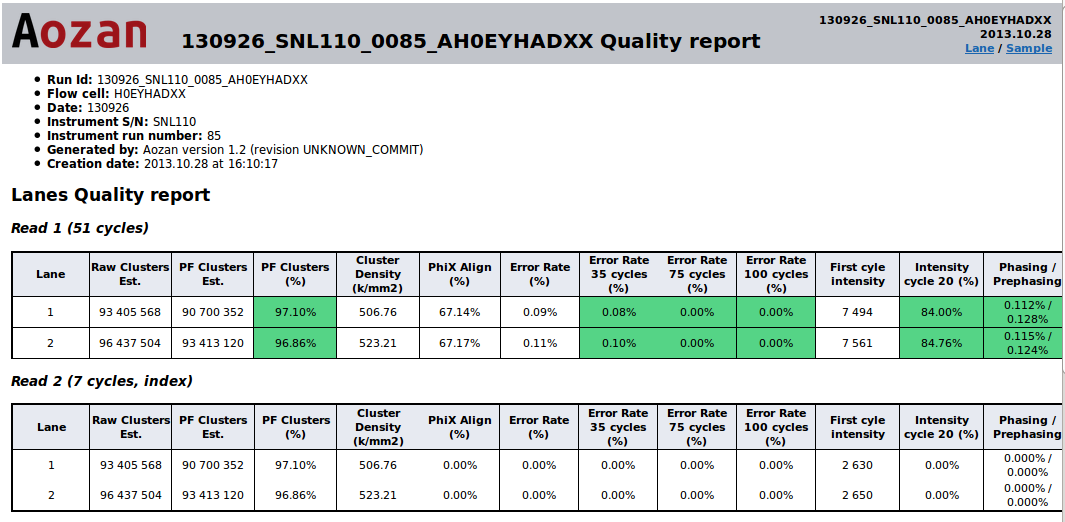 Aozan
130926_SNL110_0085_AH0EYHADXX Quality report
130926_SNL110_0085_AH0EYHADXX
2013.10.28
Lane / Sample
Run Id: 130926_SNL110_0085_AH0EYHADXX
Flow cell: H0EYHADXX
Date: 130926
Instrument S/N: SNL110
Instrument run number: 85
Generated by: Aozan version 1.2 (revision UNKNOWN_COMMIT)
Creation date: 2013.10.28 at 16:10:17
Lanes Quality report
Read 1 (51 cycles)
Lane Raw Clusters Est. PF Clusters Est. PF Clusters (%) Cluster Density (k/mm2) PhiX Align (%) Error Rate (%) Error Rate 35 cycles (%) Error Rate 75 cycles (%) Error Rate 100 cycles (%) First cyle intensity Intensity cycle 20 (%) Phasing / Prephasing
1 93 405 568 90 700 352 97.10% 506.76 67.14% 0.09% 0.08% 0.00% 0.00% 7 494 84.00% 0.112% / 0.128%
2 96 437 504 93 413 120 96.86% 523.21 67.17% 0.11% 0.10% 0.00% 0.00% 7 561 84.76% 0.115% / 0.124%
Read 2 (7 cycles, index)
Lane Raw Clusters Est. PF Clusters Est. PF Clusters (%) Cluster Density (k/mm2) PhiX Align (%) Error Rate (%) Error Rate 35 cycles (%) Error Rate 75 cycles (%) Error Rate 100 cycles (%) First cyle intensity Intensity cycle 20 (%) Phasing / Prephasing
1 93 405 568 90 700 352 97.10% 506.76 0.00% 0.00% 0.00% 0.00% 0.00% 2 630 0.00% 0.000% / 0.000%
2 96 437 504 93 413 120 96.86% 523.21 0.00% 0.00% 0.00% 0.00% 0.00% 2 650 0.00% 0.000% / 0.000%